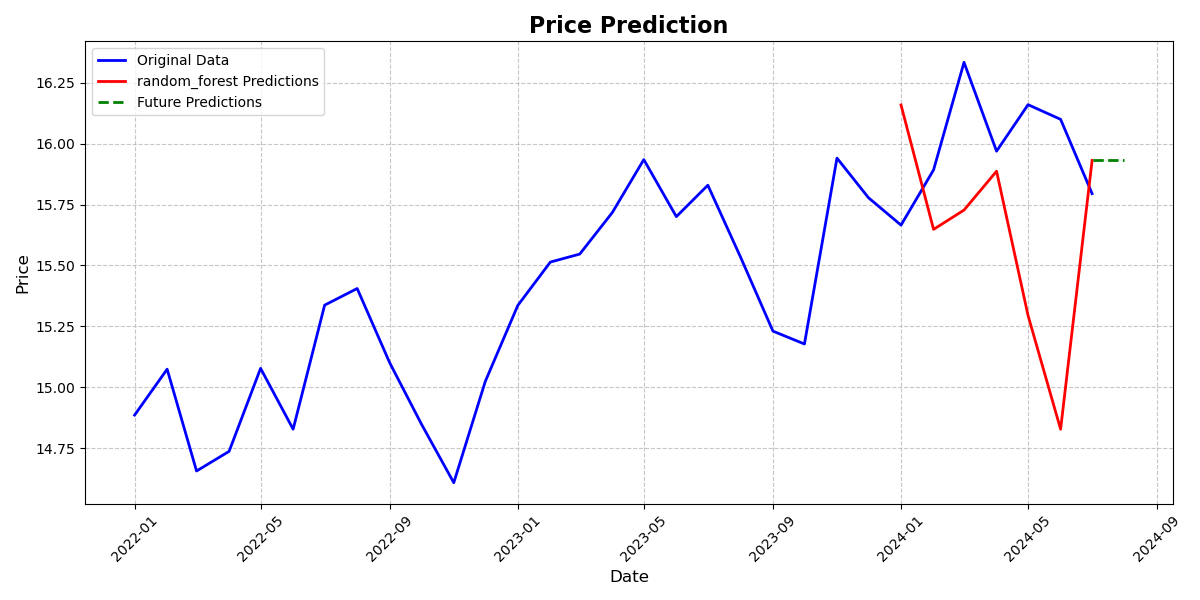 Price Prediction
Original Data
random_forest Predictions
Future Predictions
Price
16.25
16.00
15.75
15.50
15.25
15.00
14.75
2022-01
2022-05
2022-09
2023-01
2023-05
2023-09
2024-01
2024-05
2024-09
Date